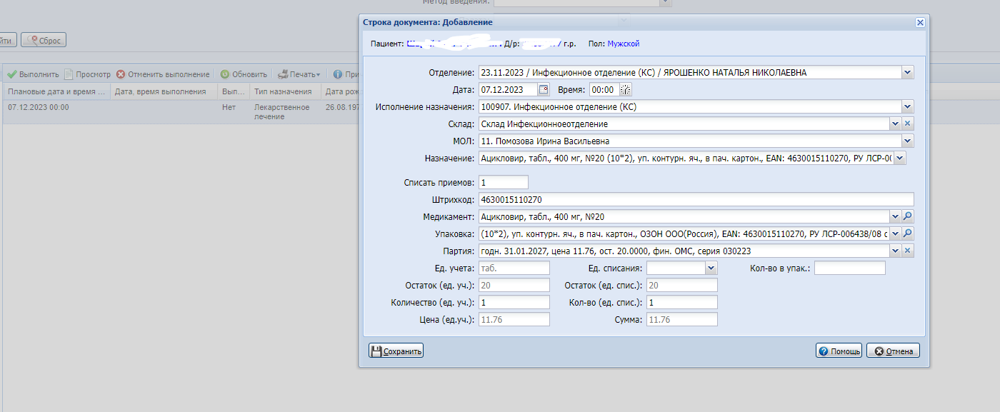 Метод введения:
Строка документа: Добавление
йти Сброс
Пациент: Д/р: г.р. Пол: Мужской
Выполнить Просмотр Отменить выполнение Обновить Печать При
Отделение: 23.11.2023 / Инфекционное отделение (КС) / ЯРОШЕНКО НАТАЛЬЯ НИКОЛАЕВНА
Плановые дата и время ... Дата, время выполнения Вып... Тип назначения Дата рож
Дата: 07.12.2023 Время: 00:00
07.12.2023 00:00 Нет Лекарственное лечение 26.08.197
Исполнение назначения: 100907. Инфекционное отделение (КС)
Склад: Склад Инфекционноеотделение
МОЛ: 11. Помозова Ирина Васильевна
Назначение: Ацикловир, табл., 400 мг, №20 (10*2), уп. контурн. яч., в пач. картон., EAN: 4630015110270, РУ ЛСР-00
Списать приемов: 1
Штрихкод: 4630015110270
Медикамент: Ацикловир, табл., 400 мг, №20
Упаковка: (10*2), уп. контурн. яч., в пач. картон., ОЗОН ООО(Россия), EAN: 4630015110270, РУ ЛСР-006438/08 о
Партия: годн. 31.01.2027, цена 11.76, ост. 20.0000, фин. ОМС, серия 030223
Ед. учета: таб. Ед. списания: Кол-во в упак.:
Остаток (ед. уч.): 20 Остаток (ед. спис.): 20
Количество (ед. уч.): 1 Кол-во (ед. спис.): 1
Цена (ед.уч.): 11.76 Сумма: 11.76
Сохранить Помощь Отмена